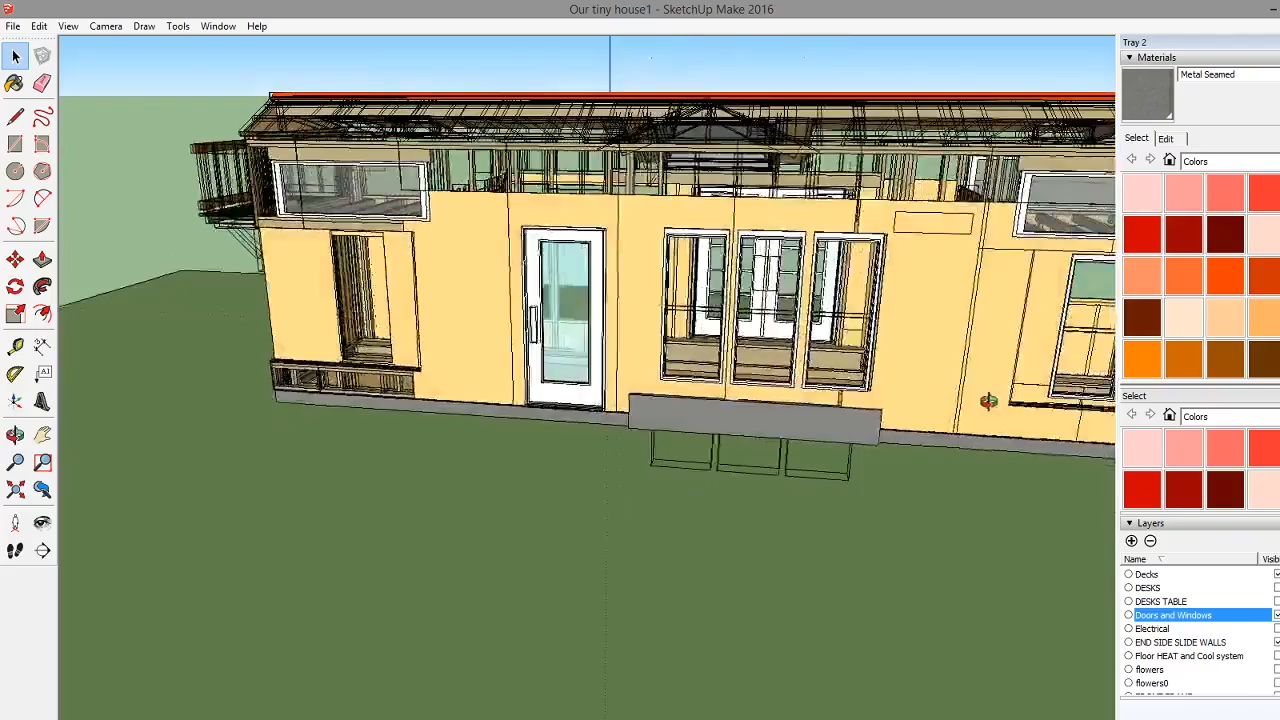 Our tiny house1 - SketchUp Make 2016
File Edit View Camera Draw Tools Window Help
Tray 2
Materials
Metal Seamed
Select Edit
Colors
Select
Colors
Layers
Name Visi
Decks
DESKS
DESKS TABLE
Doors and Windows
Electrical
END SIDE SLIDE WALLS
Floor HEAT and Cool system
flowers
flowers0